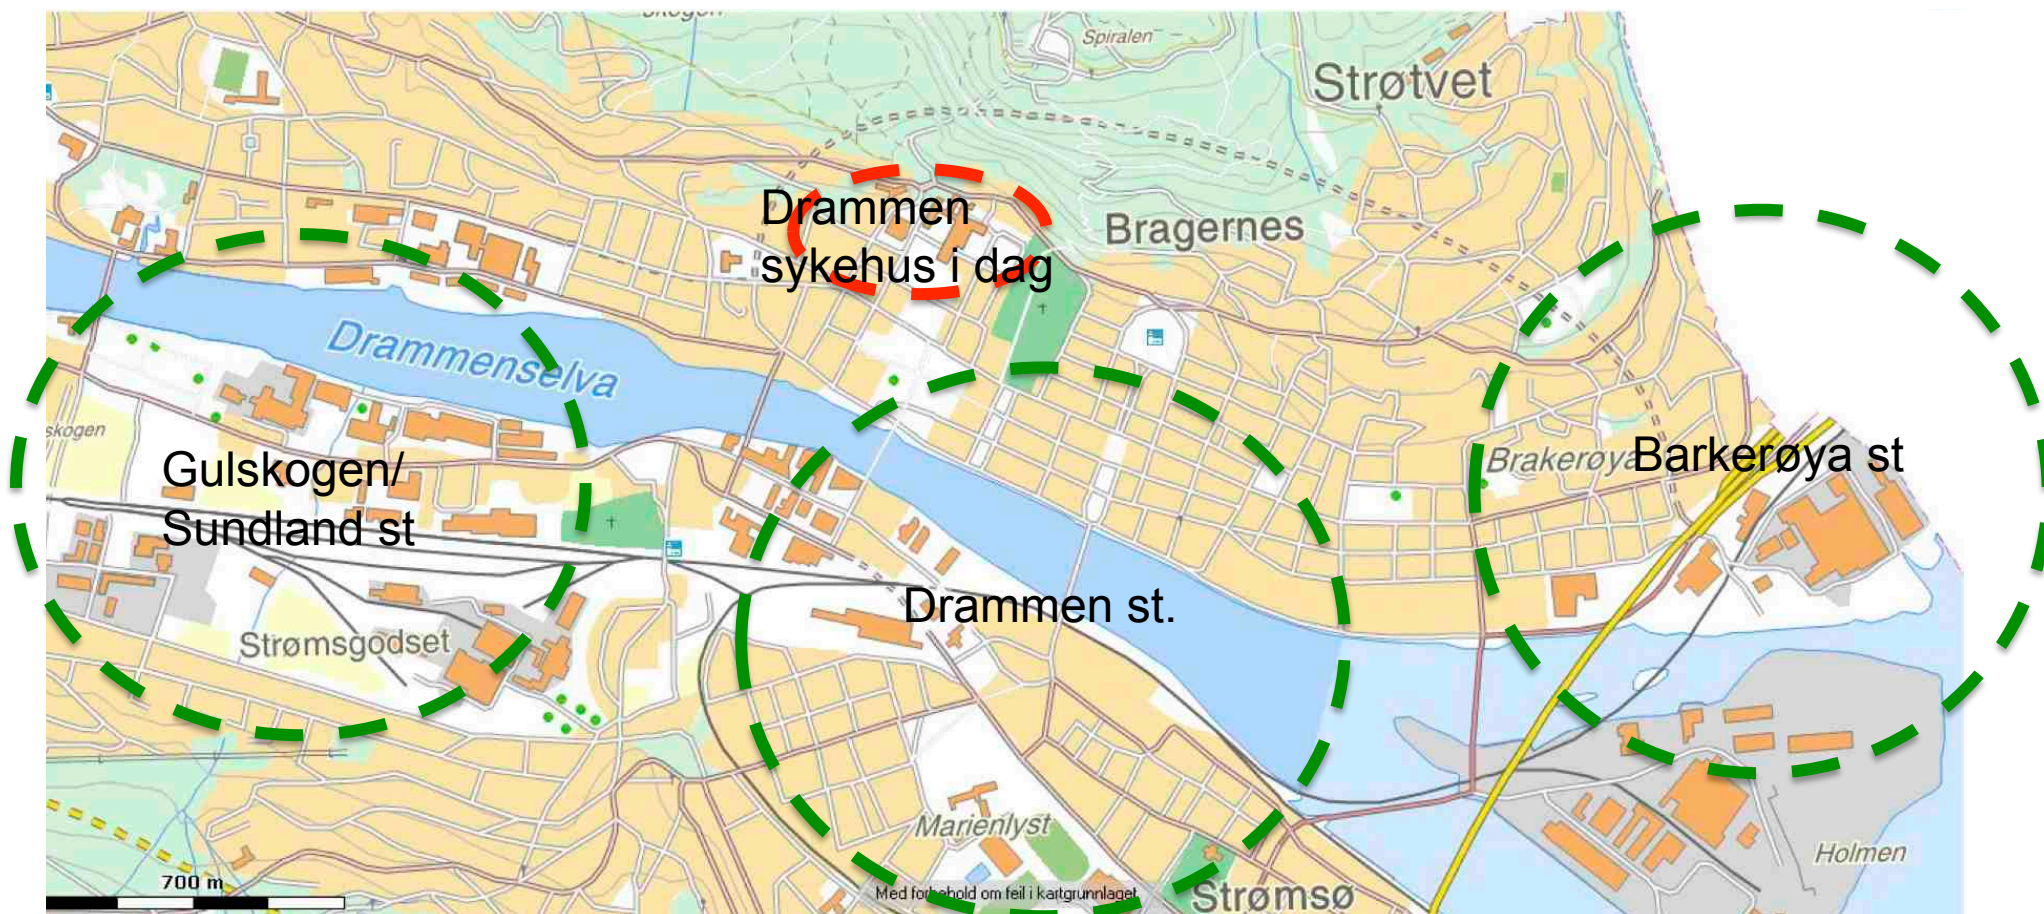 Skogen
Spiralen
Strøtvet
Drammen
sykehus i dag
Bragernes
Drammenselva
skogen
Gulskogen/
Sundland st
Brakerøya
Barkerøya st
Drammen st.
Strømsgodset
Marienlyst
Holmen
700 m
Med forbehold om feil i kartgrunnlaget
Strømsø